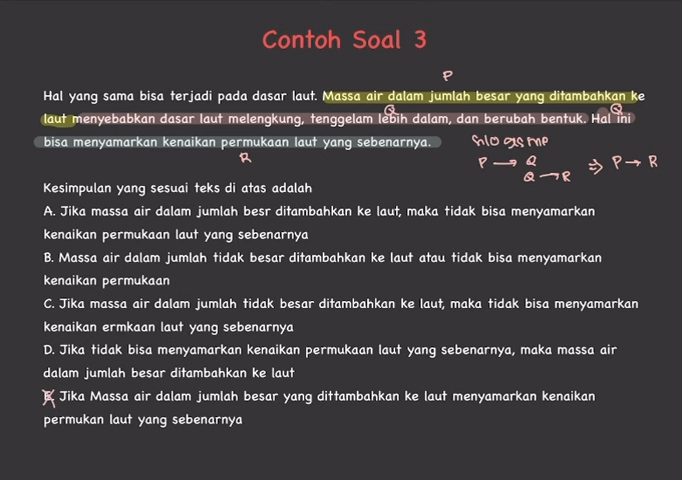 Contoh Soal 3
P
Hal yang sama bisa terjadi pada dasar laut. Massa air dalam jumlah besar yang ditambahkan ke
Q Q
laut menyebabkan dasar laut melengkung, tenggelam lebih dalam, dan berubah bentuk. Hal ini
bisa menyamarkan kenaikan permukaan laut yang sebenarnya.
R
P → Q ⇒ P → R
Q → R
Kesimpulan yang sesuai teks di atas adalah
A. Jika massa air dalam jumlah besr ditambahkan ke laut, maka tidak bisa menyamarkan
kenaikan permukaan laut yang sebenarnya
B. Massa air dalam jumlah tidak besar ditambahkan ke laut atau tidak bisa menyamarkan
kenaikan permukaan
C. Jika massa air dalam jumlah tidak besar ditambahkan ke laut, maka tidak bisa menyamarkan
kenaikan ermkaan laut yang sebenarnya
D. Jika tidak bisa menyamarkan kenaikan permukaan laut yang sebenarnya, maka massa air
dalam jumlah besar ditambahkan ke laut
E. Jika Massa air dalam jumlah besar yang dittambahkan ke laut menyamarkan kenaikan
permukan laut yang sebenarnya